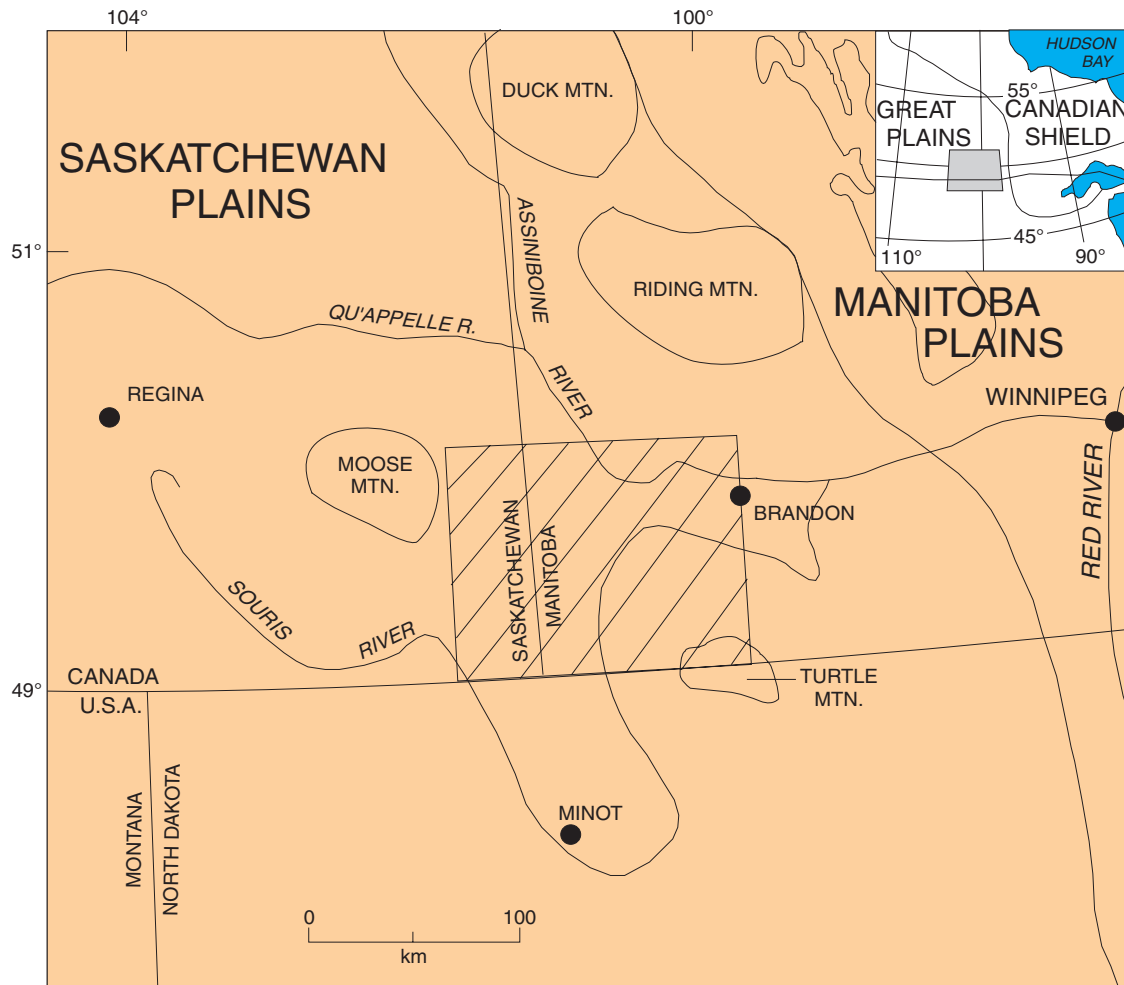 104°
100°
HUDSON
BAY
55°
GREAT
PLAINS
CANADIAN
SHIELD
45°
110°
90°
DUCK MTN.
SASKATCHEWAN
PLAINS
51°
ASSINIBOINE
RIVER
RIDING MTN.
MANITOBA
PLAINS
QU'APPELLE R.
REGINA
WINNIPEG
MOOSE
MTN.
BRANDON
RED RIVER
SASKATCHEWAN
MANITOBA
SOURIS
RIVER
49°
CANADA
U.S.A.
TURTLE
MTN.
MONTANA
NORTH DAKOTA
MINOT
0
100
km